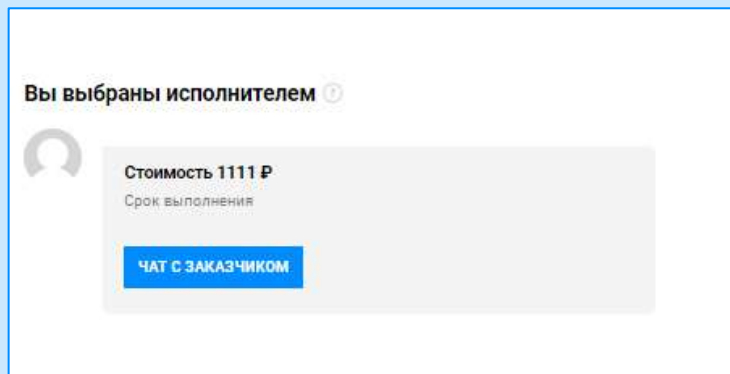 Вы выбраны исполнителем
Стоимость 1111 ₽
Срок выполнения
ЧАТ С ЗАКАЗЧИКОМ